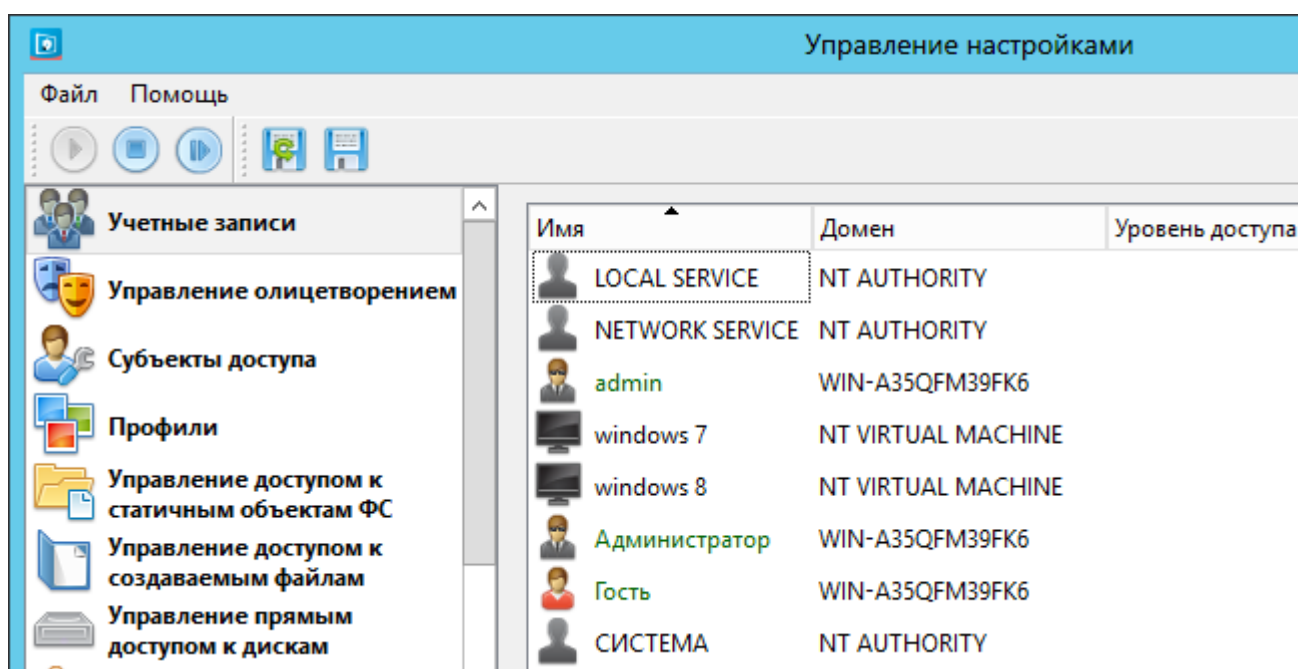 Управление настройками
Файл Помощь
Учетные записи
Управление олицетворением
Субъекты доступа
Профили
Управление доступом к
статичным объектам ФС
Управление доступом к
создаваемым файлам
Управление прямым
доступом к дискам
Имя Домен Уровень доступа
LOCAL SERVICE NT AUTHORITY
NETWORK SERVICE NT AUTHORITY
admin WIN-A35QFM39FK6
windows 7 NT VIRTUAL MACHINE
windows 8 NT VIRTUAL MACHINE
Администратор WIN-A35QFM39FK6
Гость WIN-A35QFM39FK6
СИСТЕМА NT AUTHORITY